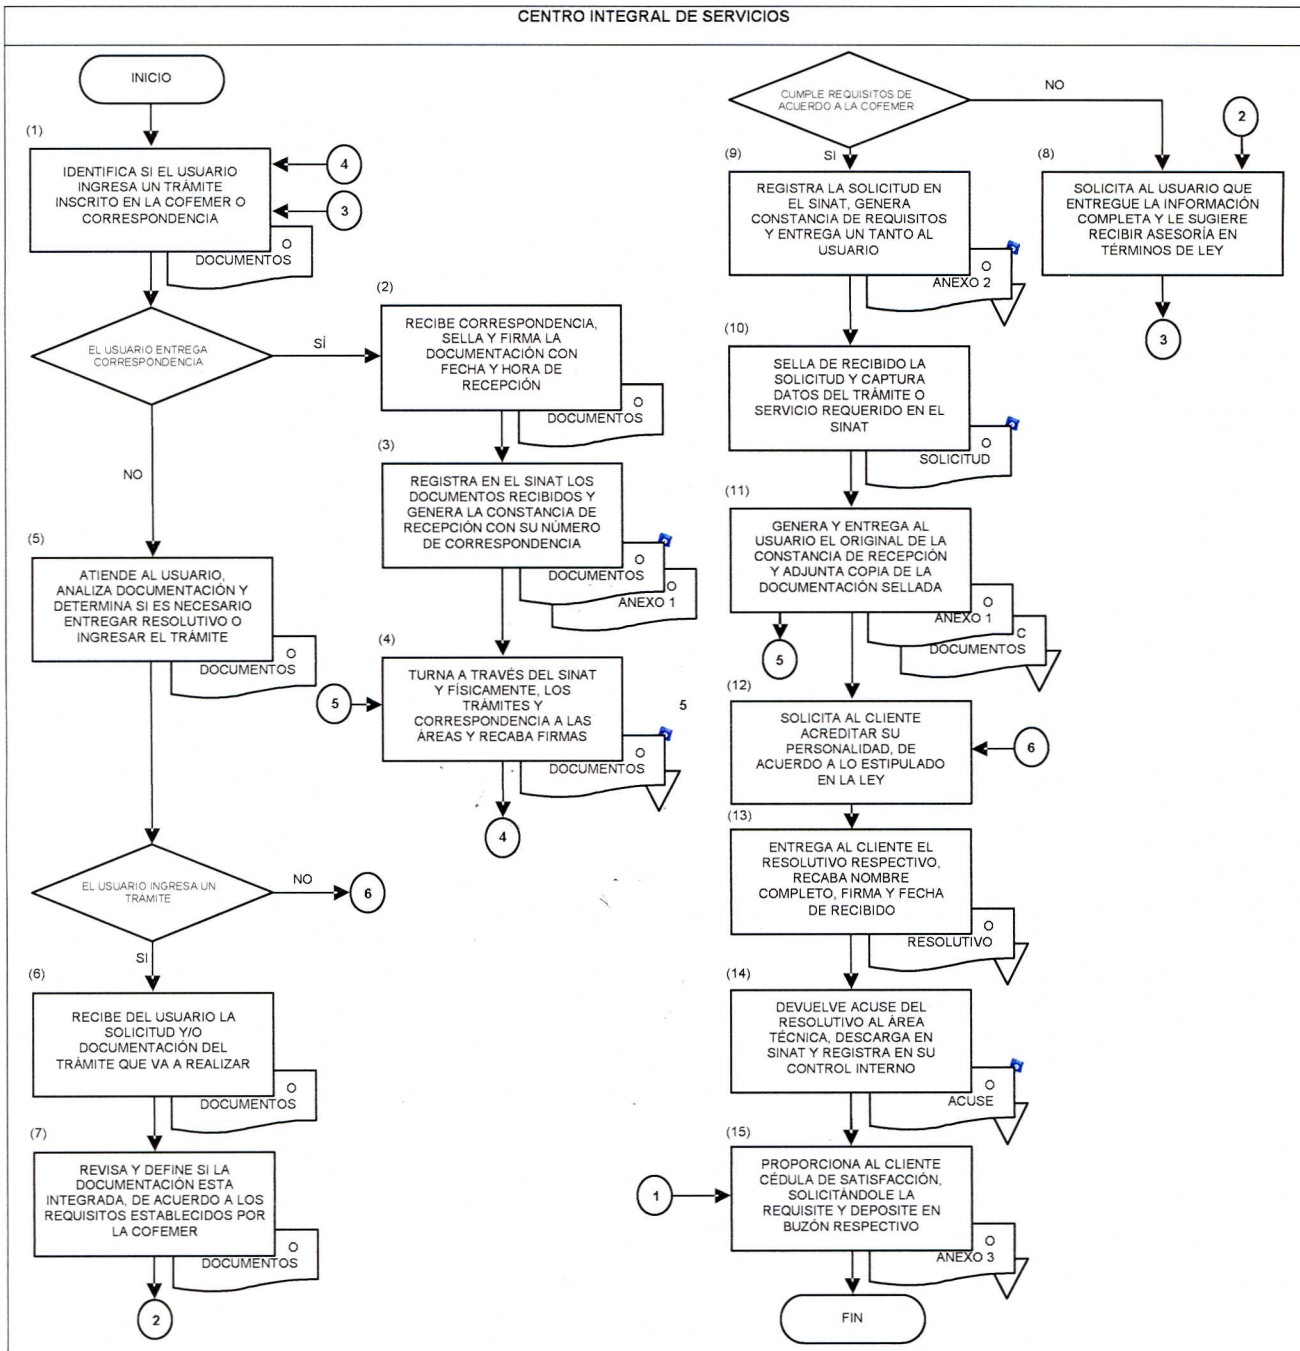 CENTRO INTEGRAL DE SERVICIOS
INICIO
(1)
IDENTIFICA SI EL USUARIO
INGRESA UN TRÁMITE
INSCRITO EN LA COFEMER O
CORRESPONDENCIA
4
3
O
DOCUMENTOS
EL USUARIO ENTREGA
CORRESPONDENCIA
SÍ
NO
(2)
RECIBE CORRESPONDENCIA,
SELLA Y FIRMA LA
DOCUMENTACIÓN CON
FECHA Y HORA DE
RECEPCIÓN
O
DOCUMENTOS
(3)
REGISTRA EN EL SINAT LOS
DOCUMENTOS RECIBIDOS Y
GENERA LA CONSTANCIA DE
RECEPCIÓN CON SU NÚMERO
DE CORRESPONDENCIA
O
DOCUMENTOS
O
ANEXO 1
(4)
TURNA A TRAVÉS DEL SINAT
Y FÍSICAMENTE, LOS
TRÁMITES Y
CORRESPONDENCIA A LAS
ÁREAS Y RECABA FIRMAS
5
5
O
DOCUMENTOS
4
(5)
ATIENDE AL USUARIO,
ANALIZA DOCUMENTACIÓN Y
DETERMINA SI ES NECESARIO
ENTREGAR RESOLUTIVO O
INGRESAR EL TRÁMITE
O
DOCUMENTOS
EL USUARIO INGRESA UN
TRÁMITE
NO
6
SI
(6)
RECIBE DEL USUARIO LA
SOLICITUD Y/O
DOCUMENTACIÓN DEL
TRÁMITE QUE VA A REALIZAR
O
DOCUMENTOS
(7)
REVISA Y DEFINE SI LA
DOCUMENTACIÓN ESTA
INTEGRADA, DE ACUERDO A LOS
REQUISITOS ESTABLECIDOS POR
LA COFEMER
O
DOCUMENTOS
2
CUMPLE REQUISITOS DE
ACUERDO A LA COFEMER
NO
2
SI
(8)
SOLICITA AL USUARIO QUE
ENTREGUE LA INFORMACIÓN
COMPLETA Y LE SUGIERE
RECIBIR ASESORÍA EN
TÉRMINOS DE LEY
3
(9)
REGISTRA LA SOLICITUD EN
EL SINAT, GENERA
CONSTANCIA DE REQUISITOS
Y ENTREGA UN TANTO AL
USUARIO
O
ANEXO 2
(10)
SELLA DE RECIBIDO LA
SOLICITUD Y CAPTURA
DATOS DEL TRÁMITE O
SERVICIO REQUERIDO EN EL
SINAT
O
SOLICITUD
(11)
GENERA Y ENTREGA AL
USUARIO EL ORIGINAL DE LA
CONSTANCIA DE RECEPCIÓN
Y ADJUNTA COPIA DE LA
DOCUMENTACIÓN SELLADA
O
ANEXO 1
C
DOCUMENTOS
5
(12)
SOLICITA AL CLIENTE
ACREDITAR SU
PERSONALIDAD, DE
ACUERDO A LO ESTIPULADO
EN LA LEY
6
(13)
ENTREGA AL CLIENTE EL
RESOLUTIVO RESPECTIVO,
RECABA NOMBRE
COMPLETO, FIRMA Y FECHA
DE RECIBIDO
O
RESOLUTIVO
(14)
DEVUELVE ACUSE DEL
RESOLUTIVO AL ÁREA
TÉCNICA, DESCARGA EN
SINAT Y REGISTRA EN SU
CONTROL INTERNO
O
ACUSE
(15)
PROPORCIONA AL CLIENTE
CÉDULA DE SATISFACCIÓN,
SOLICITÁNDOLE LA
REQUISITE Y DEPOSITE EN
BUZÓN RESPECTIVO
1
O
ANEXO 3
FIN